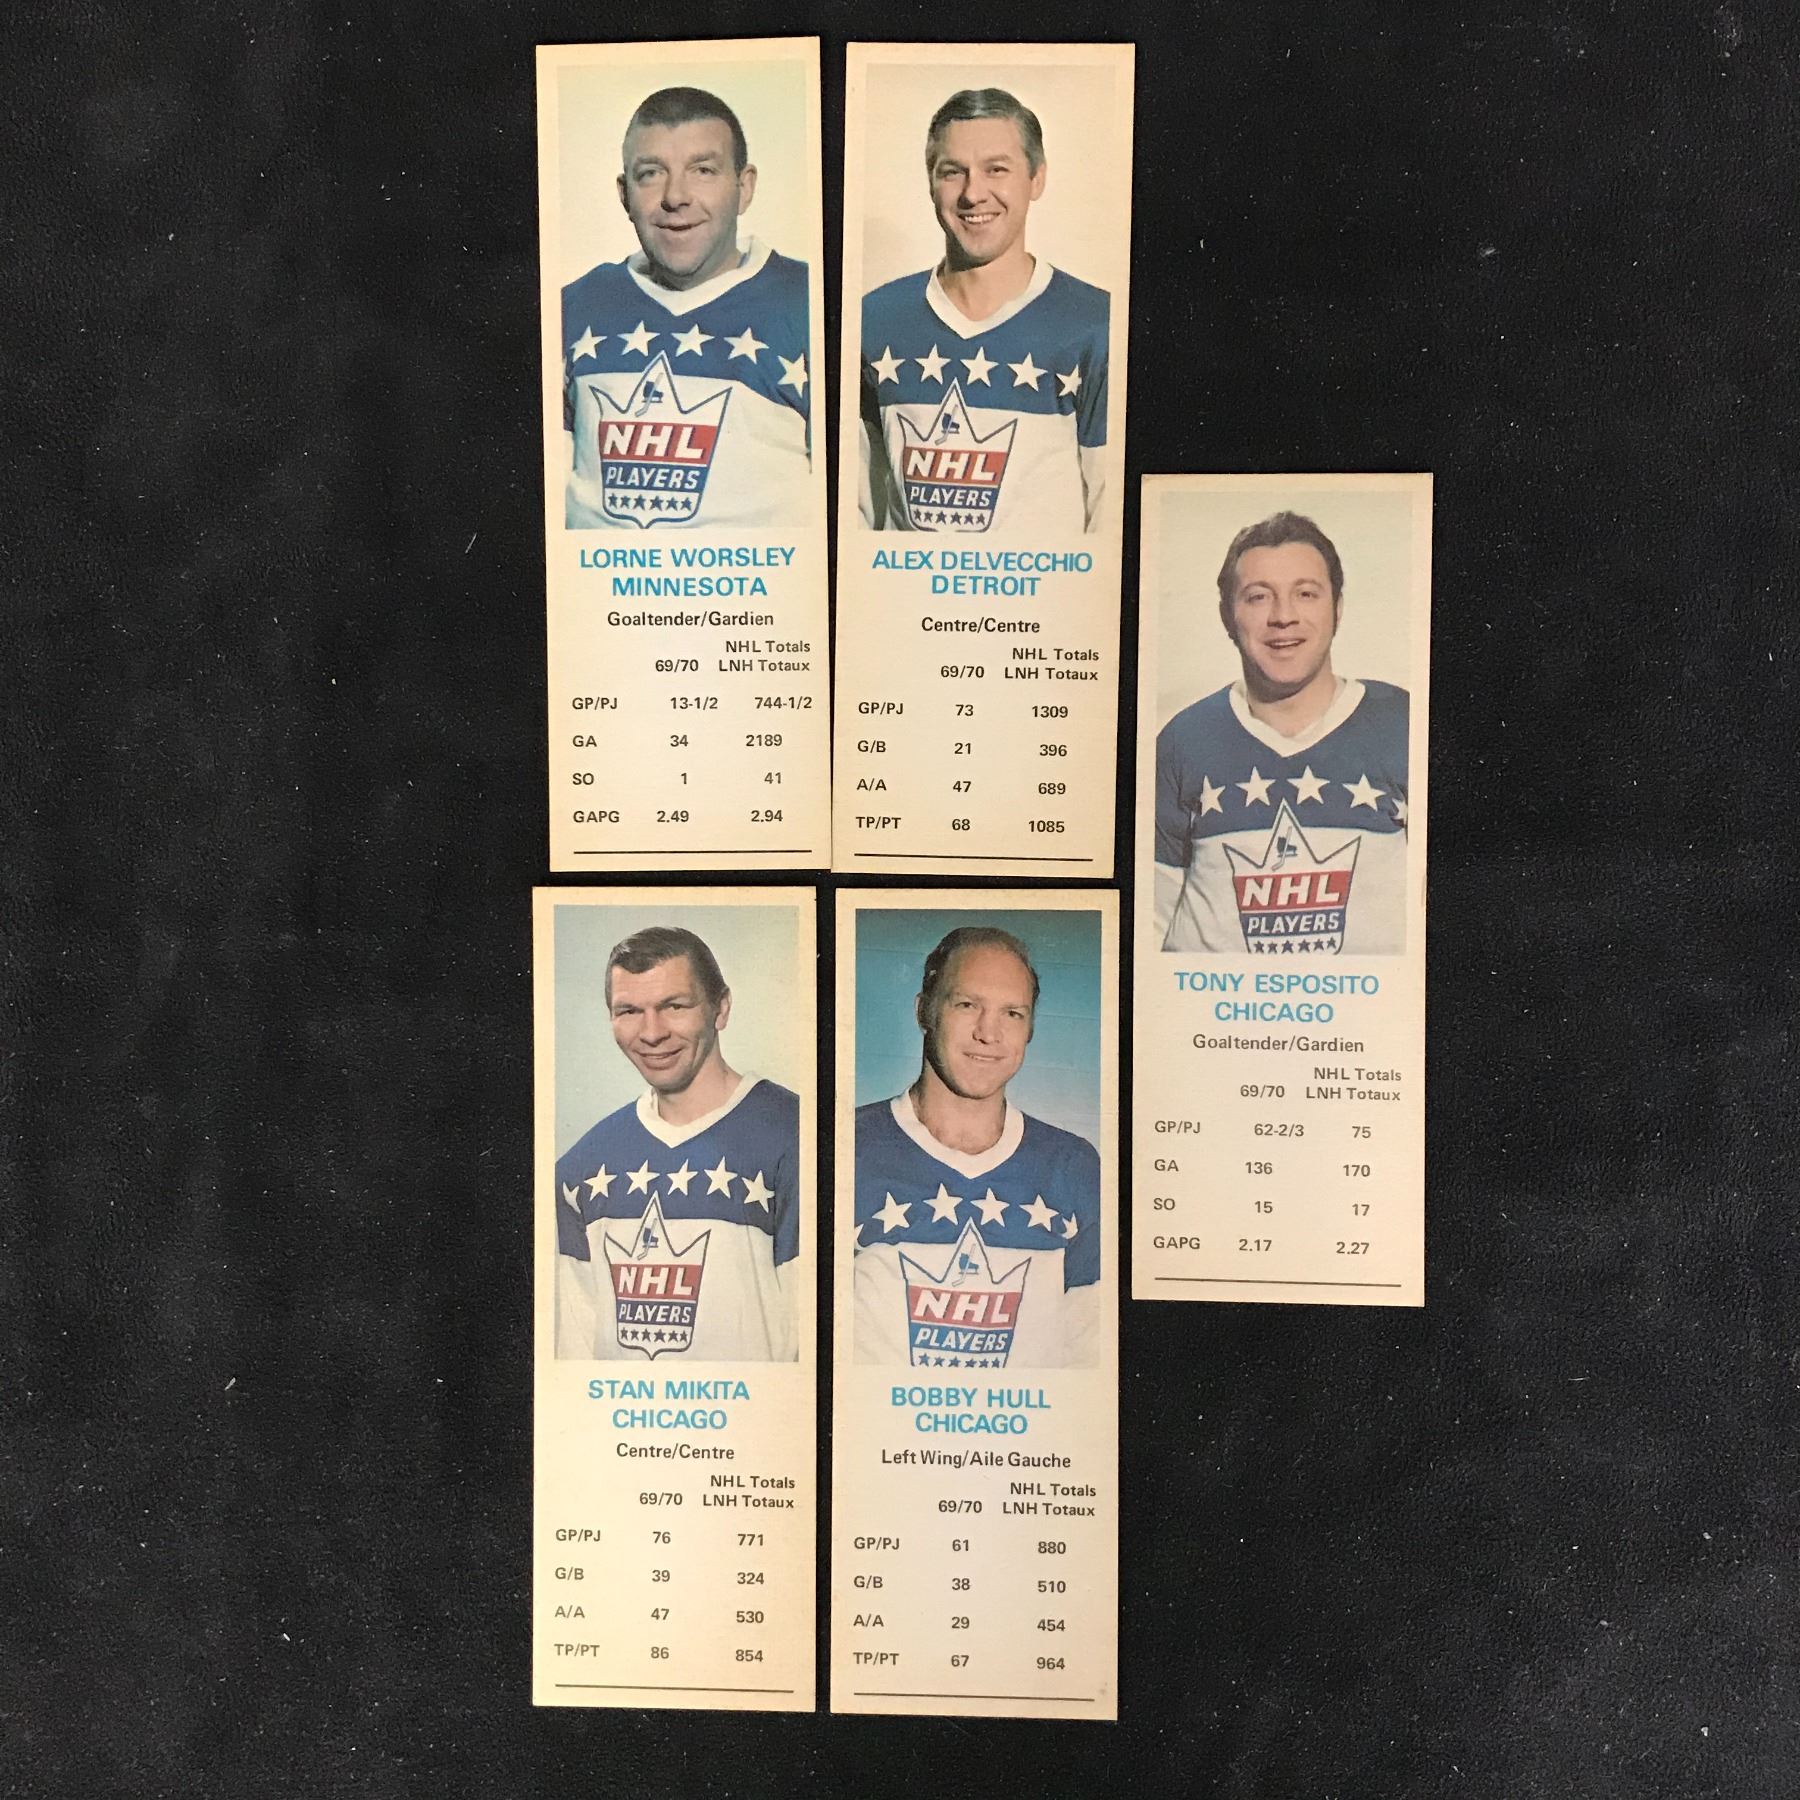 NHL
PLAYERS
LORNE WORSLEY
MINNESOTA
Goaltender/Gardien
NHL Totals
69/70 LNH Totaux
GP/PJ 13-1/2 744-1/2
GA 34 2189
SO 1 41
GAPG 2.49 2.94
NHL
PLAYERS
ALEX DELVECCHIO
DETROIT
Centre/Centre
NHL Totals
69/70 LNH Totaux
GP/PJ 73 1309
G/B 21 396
A/A 47 689
TP/PT 68 1085
NHL
PLAYERS
TONY ESPOSITO
CHICAGO
Goaltender/Gardien
NHL Totals
69/70 LNH Totaux
GP/PJ 62-2/3 75
GA 136 170
SO 15 17
GAPG 2.17 2.27
NHL
PLAYERS
STAN MIKITA
CHICAGO
Centre/Centre
NHL Totals
69/70 LNH Totaux
GP/PJ 76 771
G/B 39 324
A/A 47 530
TP/PT 86 854
NHL
PLAYERS
BOBBY HULL
CHICAGO
Left Wing/Aile Gauche
NHL Totals
69/70 LNH Totaux
GP/PJ 61 880
G/B 38 510
A/A 29 454
TP/PT 67 964